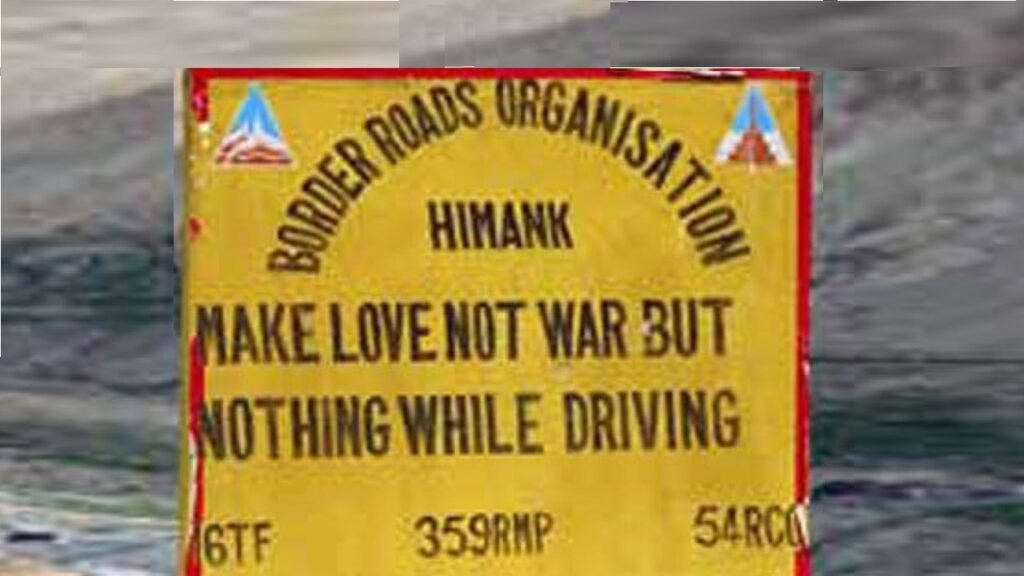 BORDER ROADS ORGANISATION
HIMANK
MAKE LOVE NOT WAR BUT
NOTHING WHILE DRIVING
6TF 359RMP 54RCC